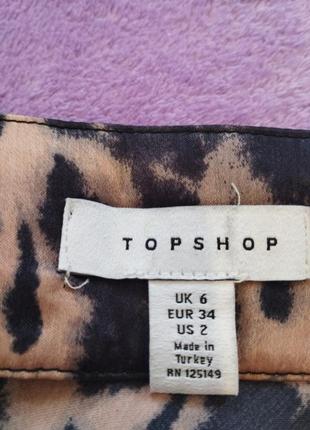 TOPSHOP
UK 6
EUR 34
US 2
Made in
Turkey
RN 125149